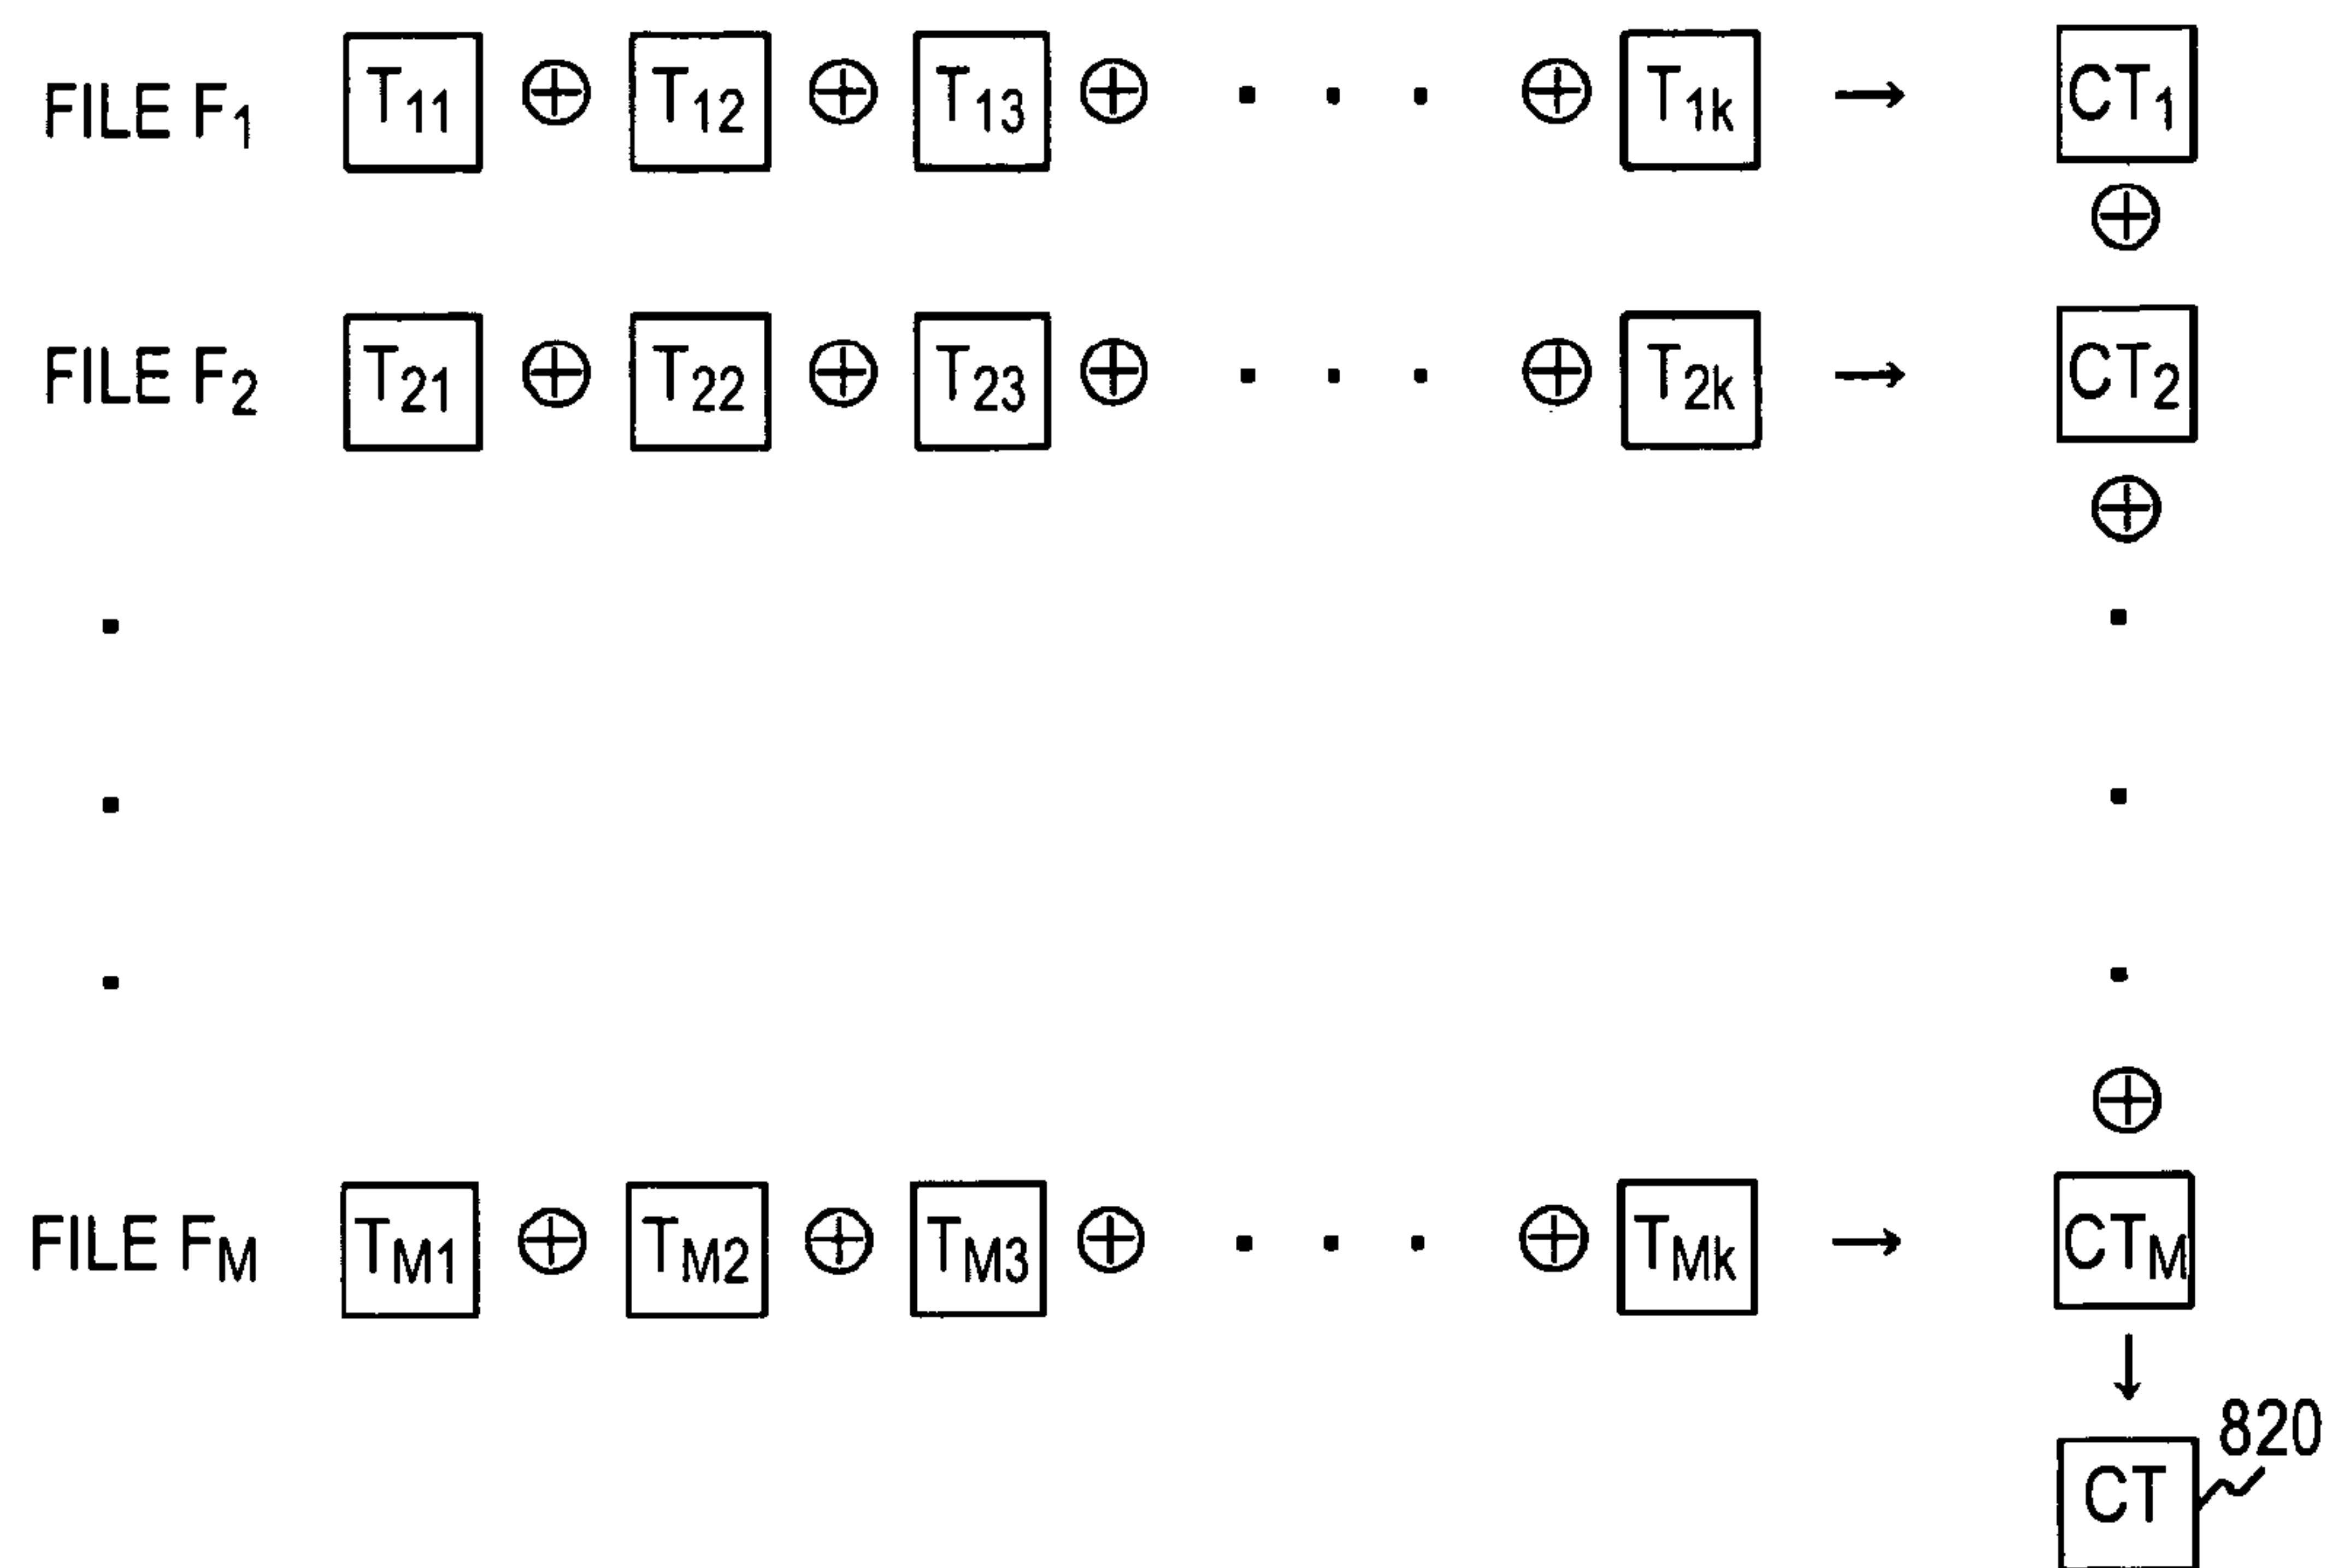 FILE F1 T11 ⊕ T12 ⊕ T13 ⊕ . . . ⊕ T1k → CT1
⊕
FILE F2 T21 ⊕ T22 ⊕ T23 ⊕ . . . ⊕ T2k → CT2
⊕
. .
. .
. .
⊕
FILE FM TM1 ⊕ TM2 ⊕ TM3 ⊕ . . . ⊕ TMk → CTM
↓
820
CT